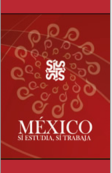 MÉXICO
SÍ ESTUDIA, SÍ TRABAJA